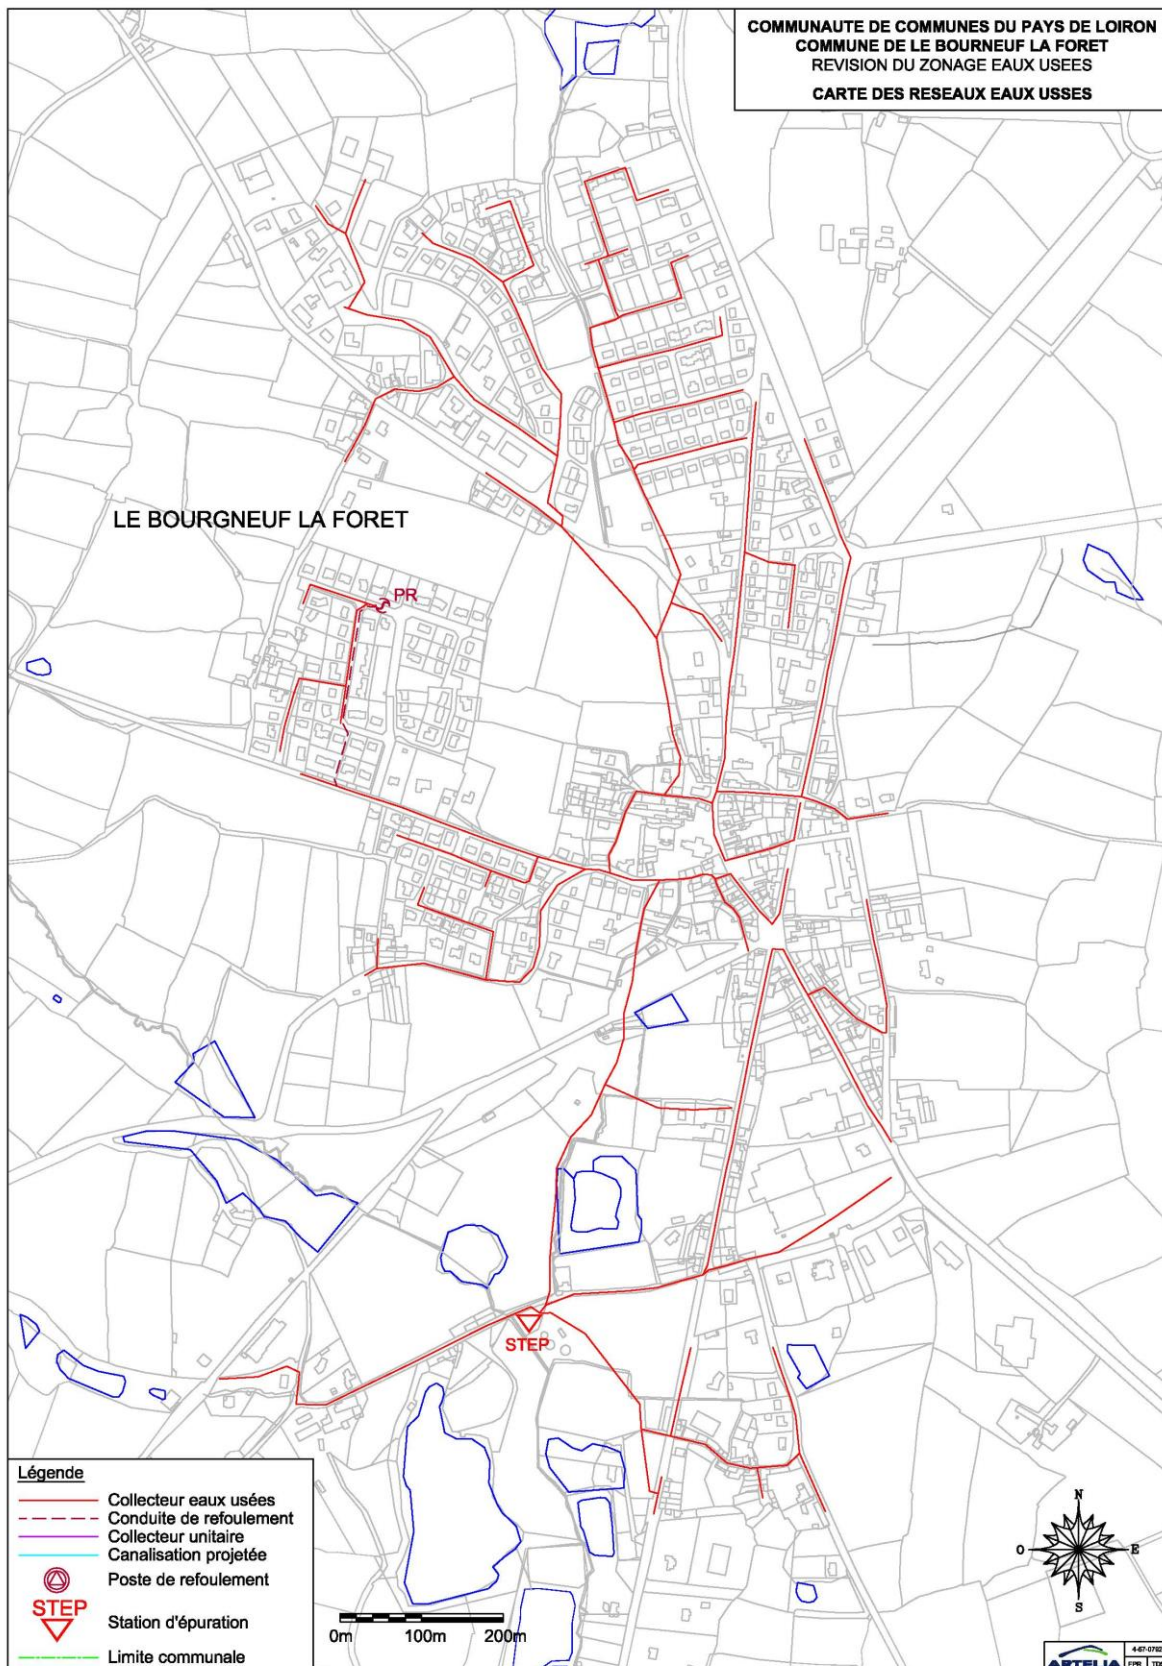 COMMUNAUTE DE COMMUNES DU PAYS DE LOIRON
COMMUNE DE LE BOURNEUF LA FORET
REVISION DU ZONAGE EAUX USEES
CARTE DES RESEAUX EAUX USSES
LE BOURGNEUF LA FORET
PR
STEP
Légende
Collecteur eaux usées
Conduite de refoulement
Collecteur unitaire
Canalisation projetée
Poste de refoulement
STEP
Station d'épuration
Limite communale
0m 100m 200m
N
O E
S
ARTELIA